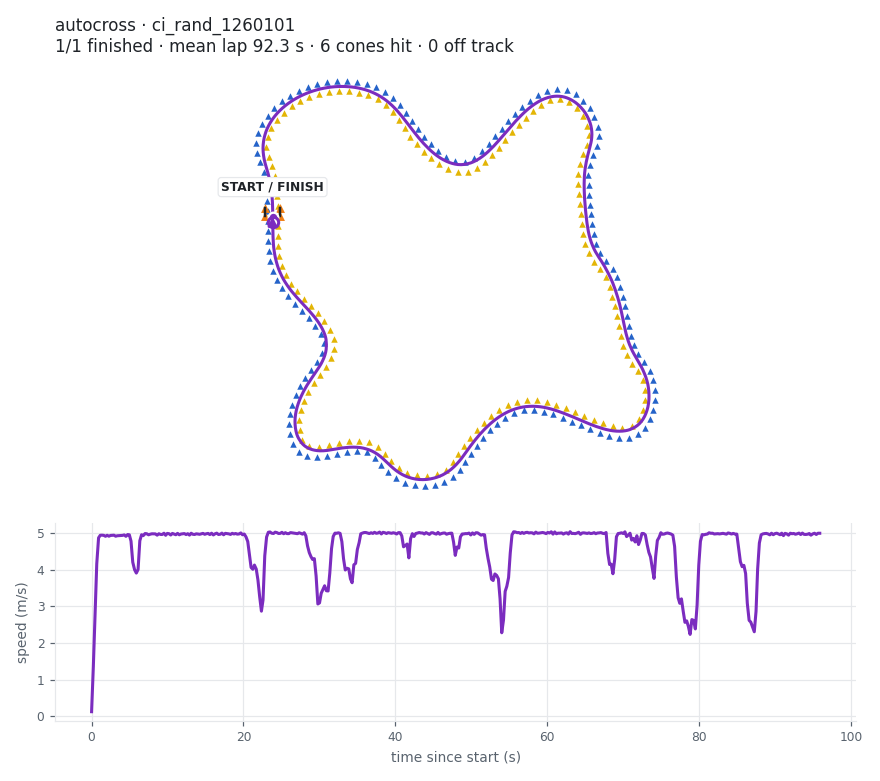 autocross · ci_rand_1260101
1/1 finished · mean lap 92.3 s · 6 cones hit · 0 off track
START / FINISH
5
4
3
2
1
0
speed (m/s)
0 20 40 60 80 100
time since start (s)